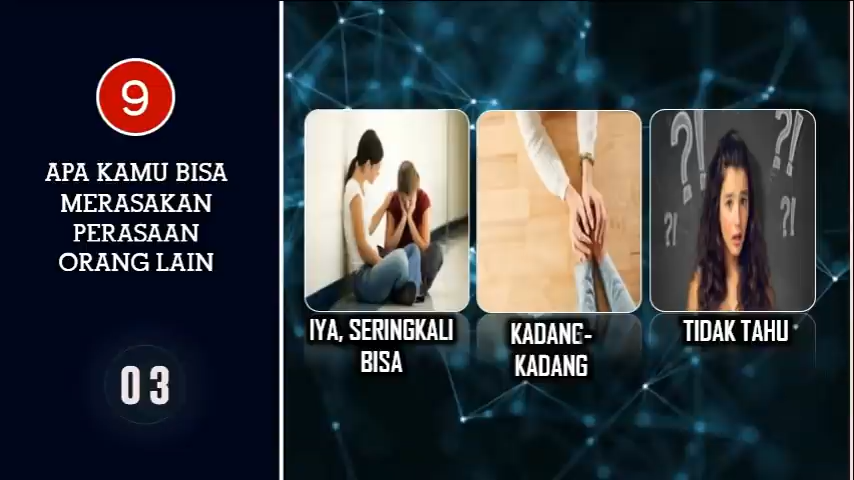 9
APA KAMU BISA
MERASAKAN
PERASAAN
ORANG LAIN
03
IYA, SERINGKALI
BISA
KADANG-
KADANG
TIDAK TAHU